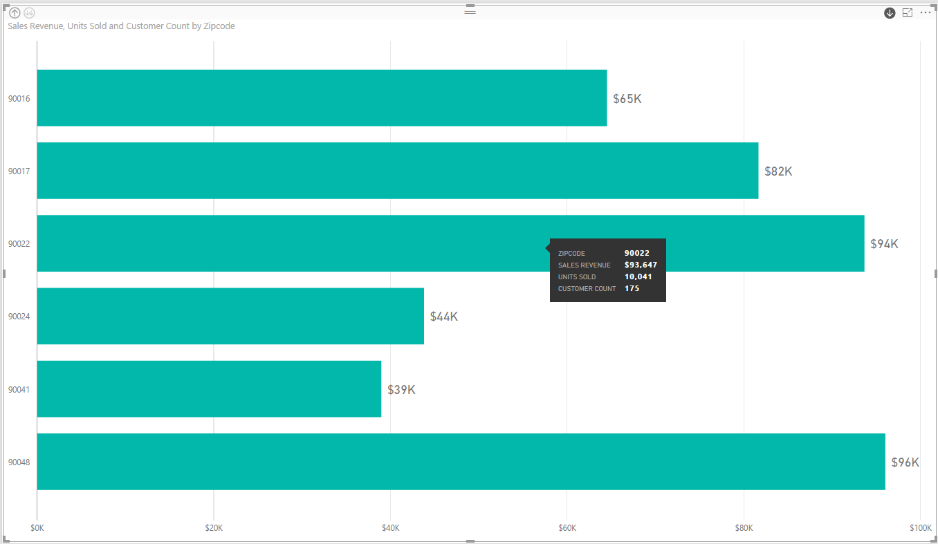 Sales Revenue, Units Sold and Customer Count by Zipcode
90016 $65K
90017 $82K
90022 $94K
ZIPCODE 90022
SALES REVENUE $93,647
UNITS SOLD 10,041
CUSTOMER COUNT 175
90024 $44K
90041 $39K
90048 $96K
$0K $20K $40K $60K $80K $100K